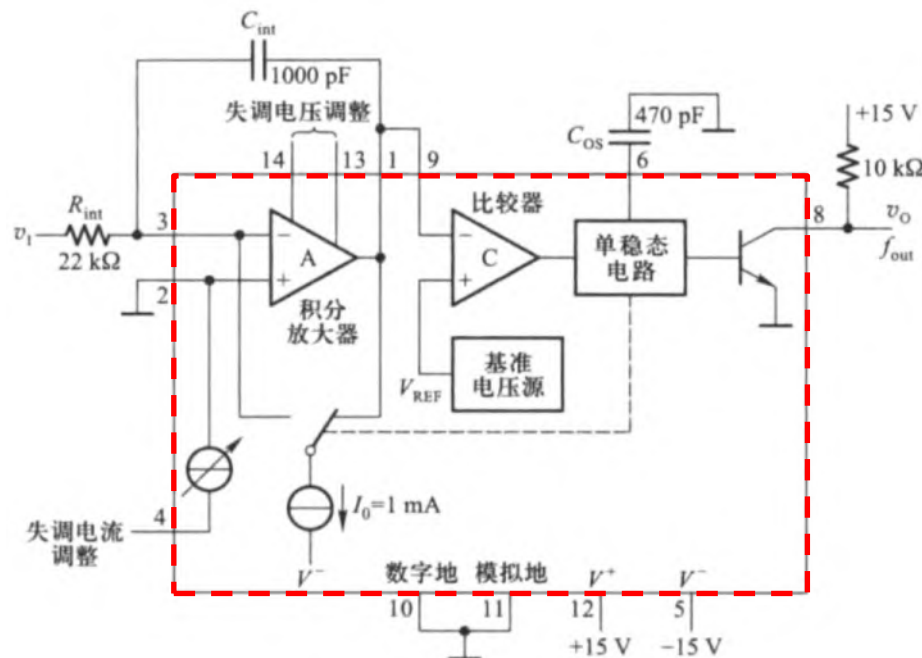 C_int
1000 pF
失调电压调整
14 13 1 9
470 pF
C_OS
6
+15 V
10 kΩ
R_int
v_I
22 kΩ
3
2
−
A
+
积分
放大器
比较器
−
C
+
单稳态
电路
8
v_O
f_out
基准
电压源
V_REF
I_0=1 mA
4
失调电流
调整
V^−
数字地 模拟地 V^+ V^−
10 11 12 5
+15 V −15 V